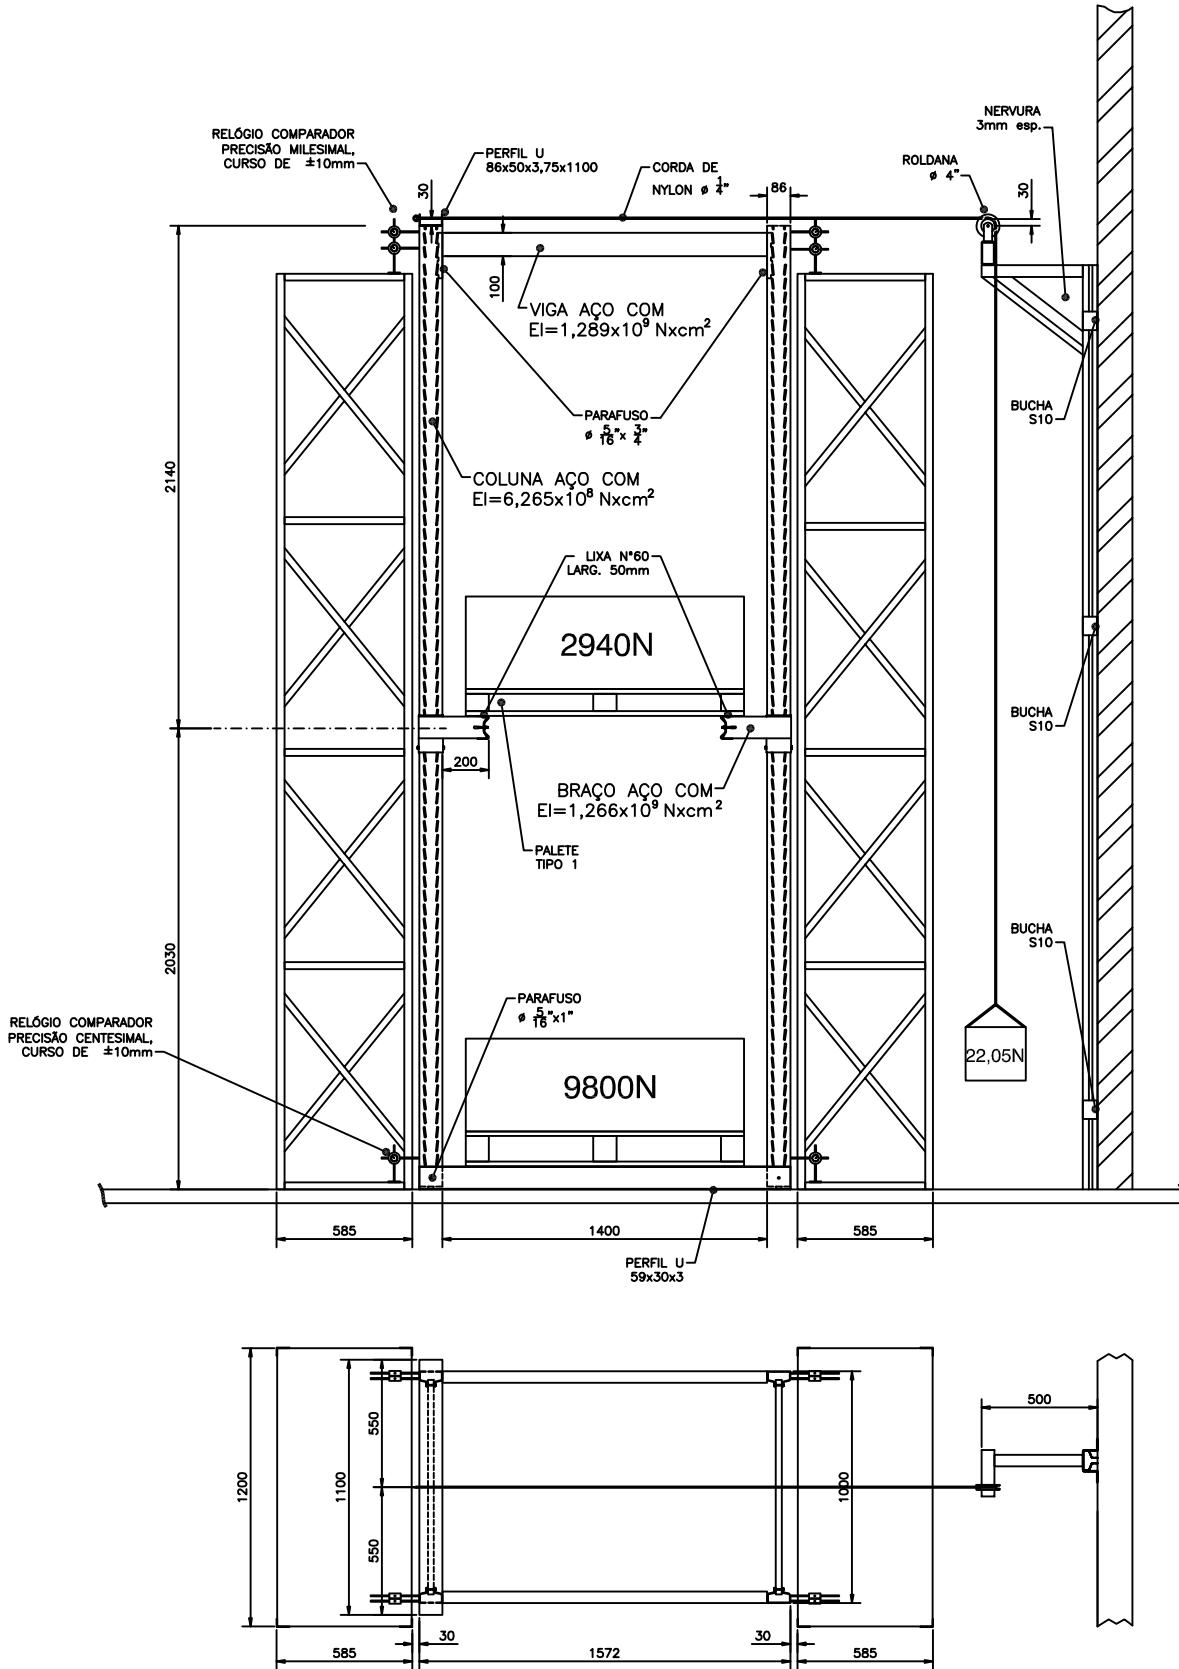 NERVURA
3mm esp.
RELÓGIO COMPARADOR
PRECISÃO MILESIMAL,
CURSO DE ±10mm
PERFIL U
86x50x3,75x1100
CORDA DE
NYLON ø 1/4"
ROLDANA
ø 4"
30
86
30
100
VIGA AÇO COM
EI=1,289x10⁹ Nxcm²
BUCHA
S10
PARAFUSO
ø 5/16"x 3/4"
2140
COLUNA AÇO COM
EI=6,265x10⁸ Nxcm²
LIXA N°60
LARG. 50mm
2940N
BUCHA
S10
200
BRAÇO AÇO COM
EI=1,266x10⁹ Nxcm²
PALETE
TIPO 1
2030
BUCHA
S10
PARAFUSO
ø 5/16"x1"
RELÓGIO COMPARADOR
PRECISÃO CENTESIMAL,
CURSO DE ±10mm
22,05N
9800N
585
1400
585
PERFIL U
59x30x3
500
550
1200
1100
1000
550
30
30
585
1572
585